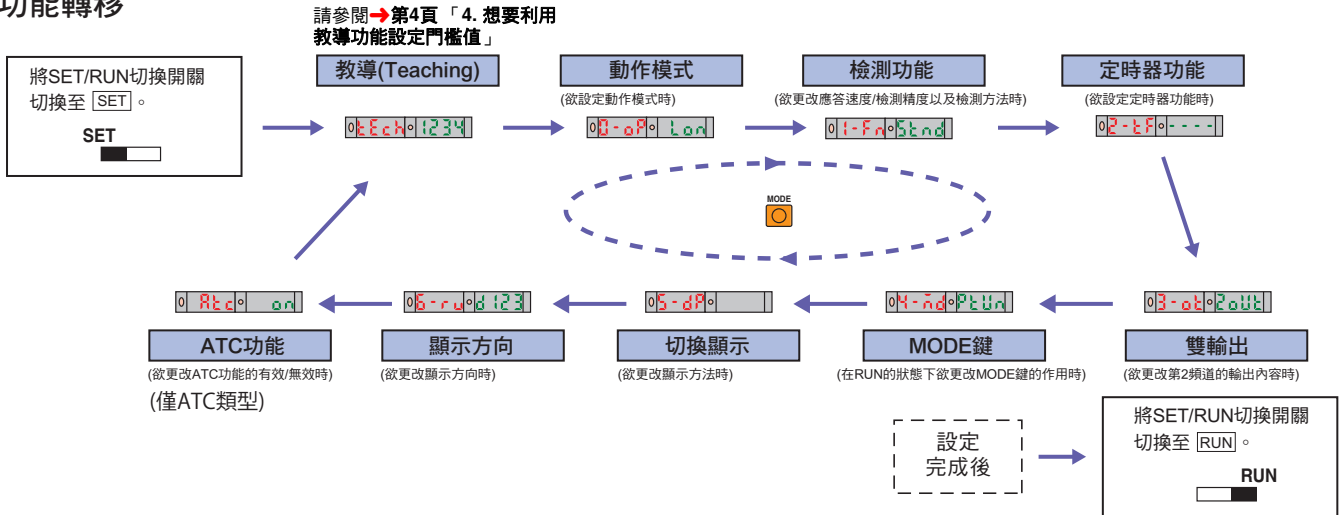 功能轉移
請參閱➔第4頁「4. 想要利用
教導功能設定門檻值」
將SET/RUN切換開關
切換至 SET 。
SET
教導(Teaching)
tEch 1234
動作模式
(欲設定動作模式時)
0-oP Lon
檢測功能
(欲更改應答速度/檢測精度以及檢測方法時)
1-Fn Stnd
定時器功能
(欲設定定時器功能時)
2-tF ----
MODE
Atc on
ATC功能
(欲更改ATC功能的有效/無效時)
(僅ATC類型)
6-ru d123
顯示方向
(欲更改顯示方向時)
5-dP
切換顯示
(欲更改顯示方法時)
4-md PtUn
MODE鍵
(在RUN的狀態下欲更改MODE鍵的作用時)
3-ot 2oUt
雙輸出
(欲更改第2頻道的輸出內容時)
設定
完成後
將SET/RUN切換開關
切換至 RUN 。
RUN